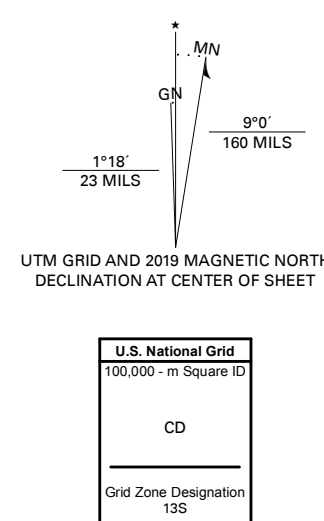 ★
MN
GN
9°0´
160 MILS
1°18´
23 MILS
UTM GRID AND 2019 MAGNETIC NORTH
DECLINATION AT CENTER OF SHEET
U.S. National Grid
100,000 - m Square ID
CD
Grid Zone Designation
13S